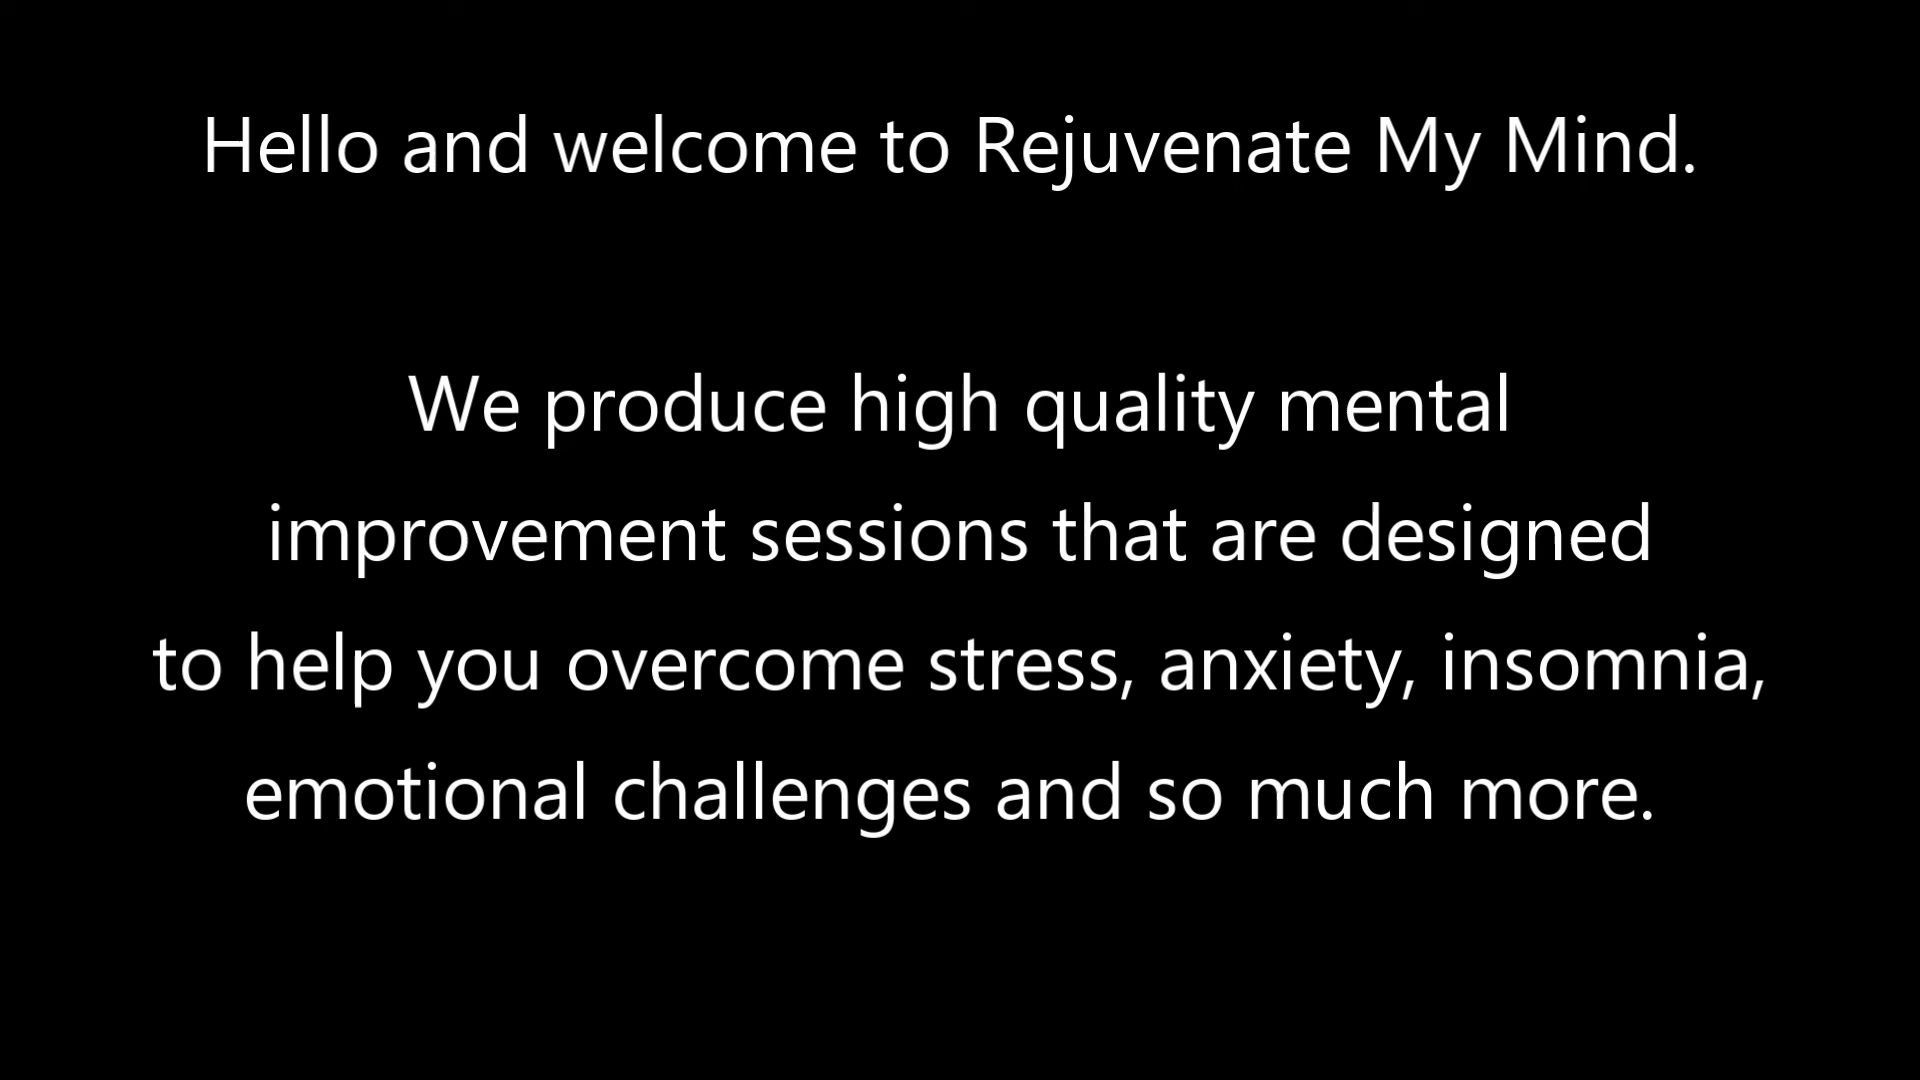 Hello and welcome to Rejuvenate My Mind.
We produce high quality mental
improvement sessions that are designed
to help you overcome stress, anxiety, insomnia,
emotional challenges and so much more.